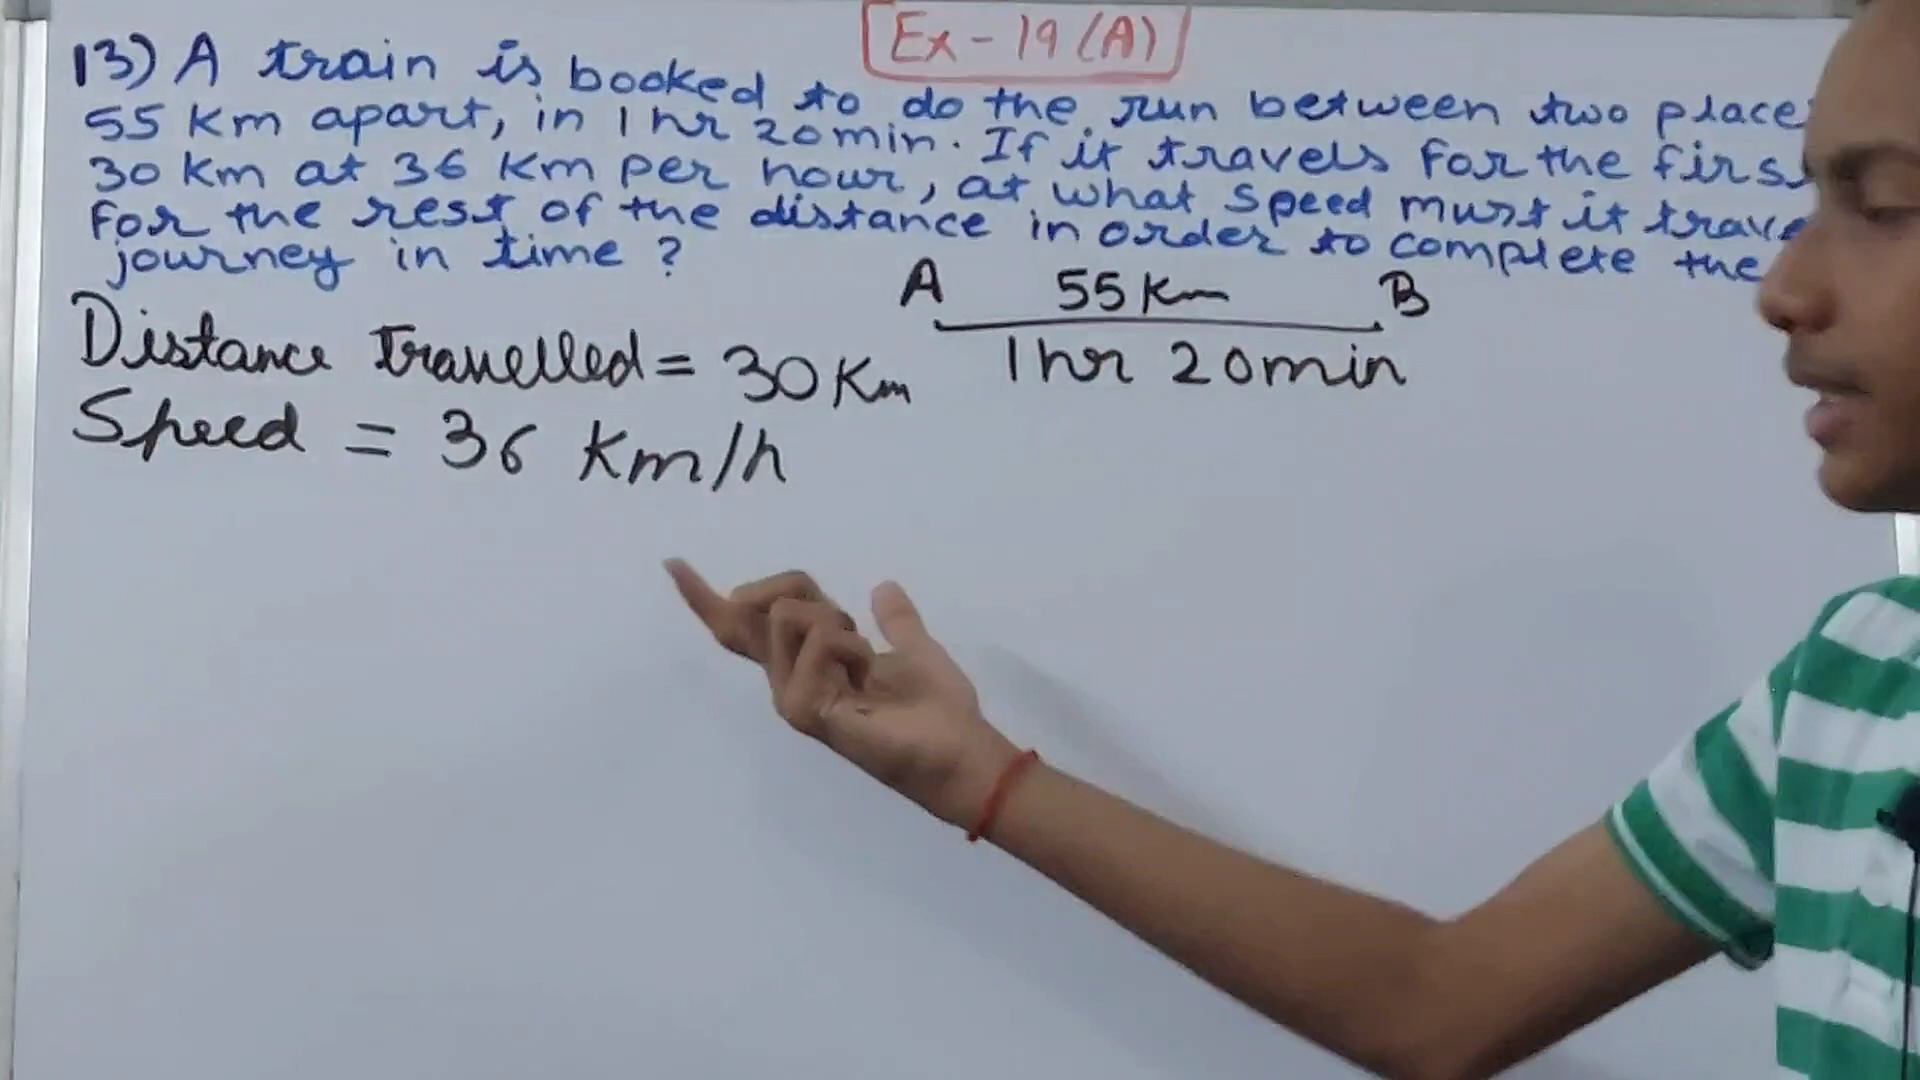 Ex - 19 (A)
13) A train is booked to do the run between two place
55 Km apart, in 1 hr 20 min. If it travels for the firs
30 Km at 36 Km per hour, at what speed must it trave
for the rest of the distance in order to complete the
journey in time ?
A 55 Km B
1 hr 20 min
Distance travelled = 30 Km
Speed = 36 Km/h